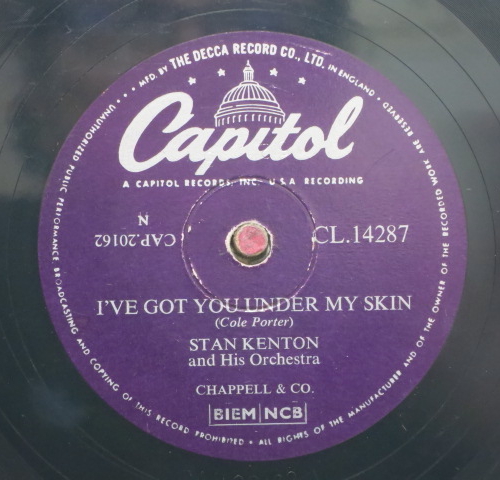 MFD. BY THE DECCA RECORD CO., LTD. IN ENGLAND
Capitol
A CAPITOL RECORDS, INC. U.S.A RECORDING
N
CAP.20162
CL.14287
I'VE GOT YOU UNDER MY SKIN
(Cole Porter)
STAN KENTON
and His Orchestra
CHAPPELL & CO.
BIEM NCB
UNAUTHORIZED PUBLIC PERFORMANCE BROADCASTING AND COPYING OF THIS RECORD PROHIBITED • ALL RIGHTS OF THE MANUFACTURER AND OF THE OWNER OF THE RECORDED WORK ARE RESERVED